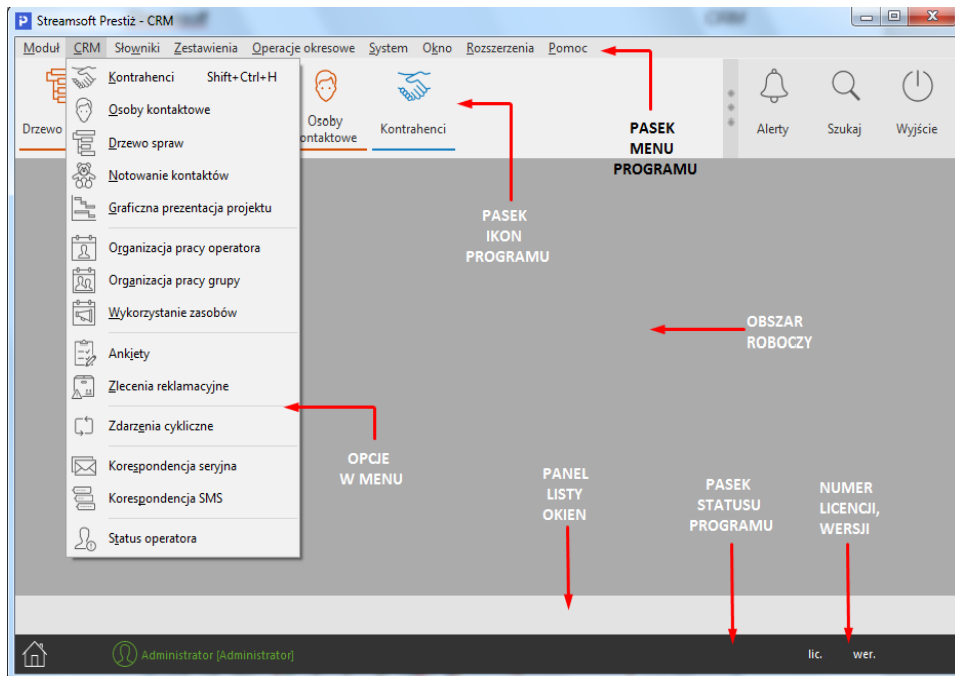 Streamsoft Prestiż - CRM
Moduł CRM Słowniki Zestawienia Operacje okresowe System Okno Rozszerzenia Pomoc
Kontrahenci Shift+Ctrl+H
Osoby kontaktowe
Drzewo spraw
Notowanie kontaktów
Graficzna prezentacja projektu
Organizacja pracy operatora
Organizacja pracy grupy
Wykorzystanie zasobów
Ankiety
Zlecenia reklamacyjne
Zdarzenia cykliczne
Korespondencja seryjna
Korespondencja SMS
Status operatora
Drzewo
Osoby
ontaktowe
Kontrahenci
Alerty
Szukaj
Wyjście
PASEK
MENU
PROGRAMU
PASEK
IKON
PROGRAMU
OBSZAR
ROBOCZY
OPCJE
W MENU
PANEL
LISTY
OKIEN
PASEK
STATUSU
PROGRAMU
NUMER
LICENCJI,
WERSJI
Administrator [Administrator]
lic. wer.